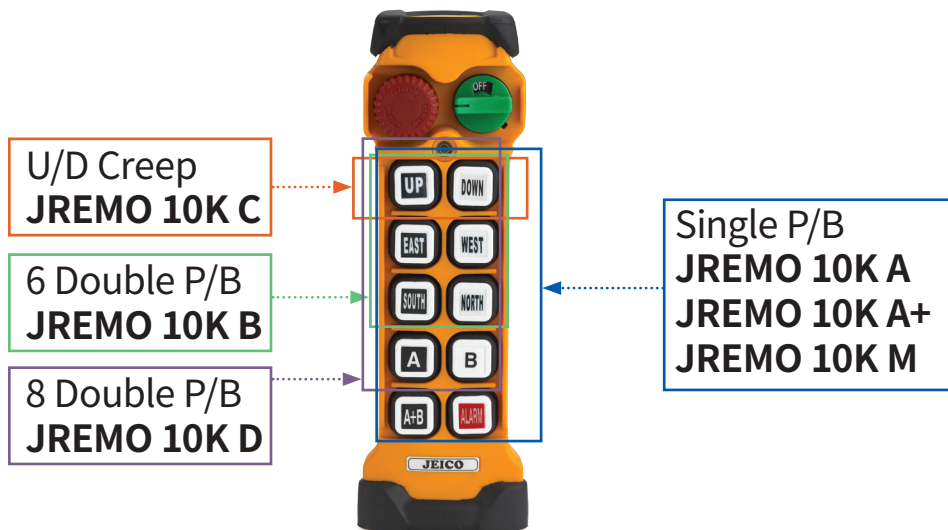 U/D Creep
JREMO 10K C
6 Double P/B
JREMO 10K B
8 Double P/B
JREMO 10K D
OFF
UP DOWN
EAST WEST
SOUTH NORTH
A B
A+B ALARM
JEICO
Single P/B
JREMO 10K A
JREMO 10K A+
JREMO 10K M